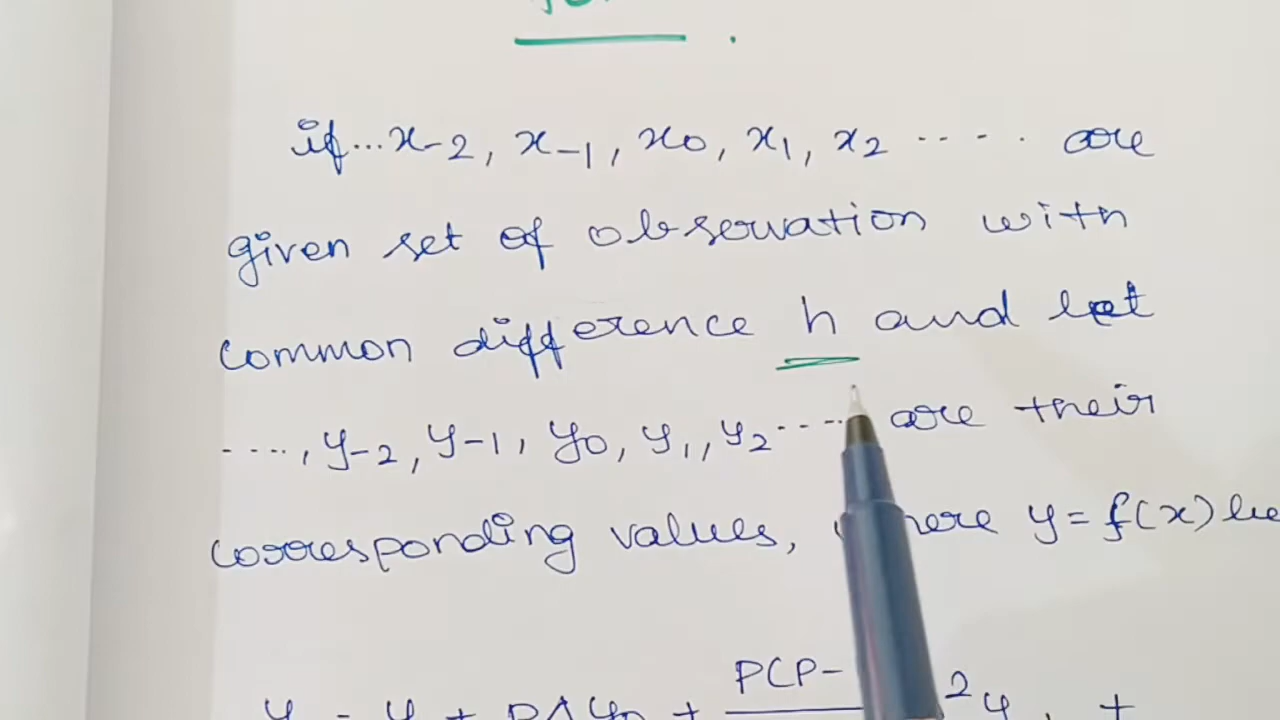 if...x-2, x-1, x0, x1, x2 ..... are
given set of observation with
common difference h and let
...., y-2, y-1, y0, y1, y2 ..... are their
corresponding values, y = f(x) be
P(P-